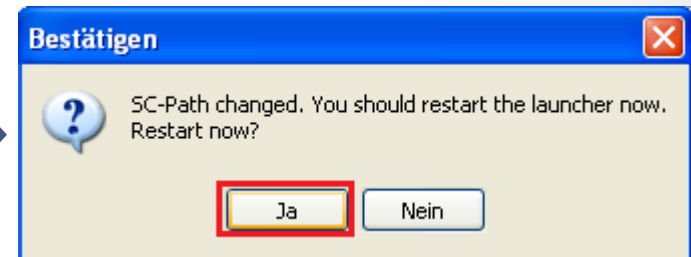 Bestätigen
SC-Path changed. You should restart the launcher now.
Restart now?
Ja
Nein